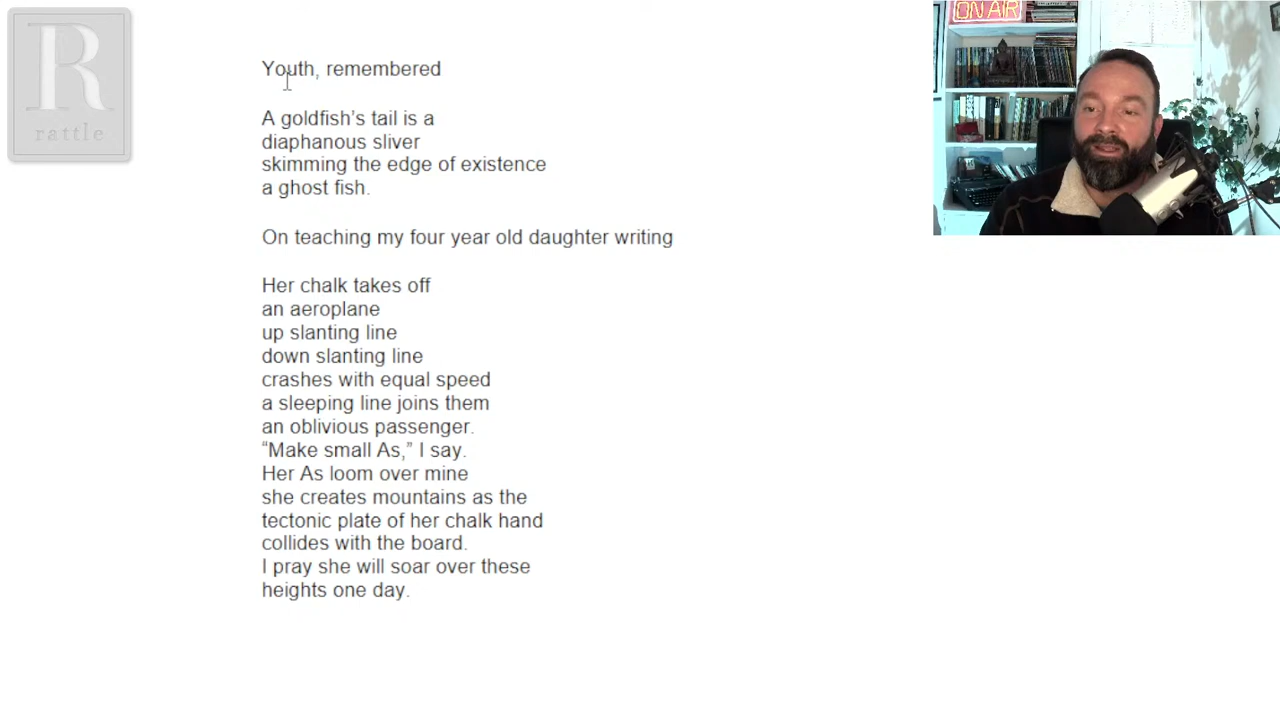 R
rattle
ON AIR
Youth, remembered
A goldfish's tail is a
diaphanous sliver
skimming the edge of existence
a ghost fish.
On teaching my four year old daughter writing
Her chalk takes off
an aeroplane
up slanting line
down slanting line
crashes with equal speed
a sleeping line joins them
an oblivious passenger.
“Make small As,” I say.
Her As loom over mine
she creates mountains as the
tectonic plate of her chalk hand
collides with the board.
I pray she will soar over these
heights one day.